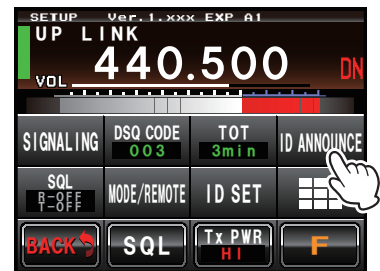 SETUP Ver.1.xxx EXP A1
UP LINK
440.500
DN
VOL
SIGNALING
DSQ CODE
003
TOT
3min
ID ANNOUNCE
SQL
R-OFF
T-OFF
MODE/REMOTE
ID SET
BACK
SQL
Tx PWR
HI
F